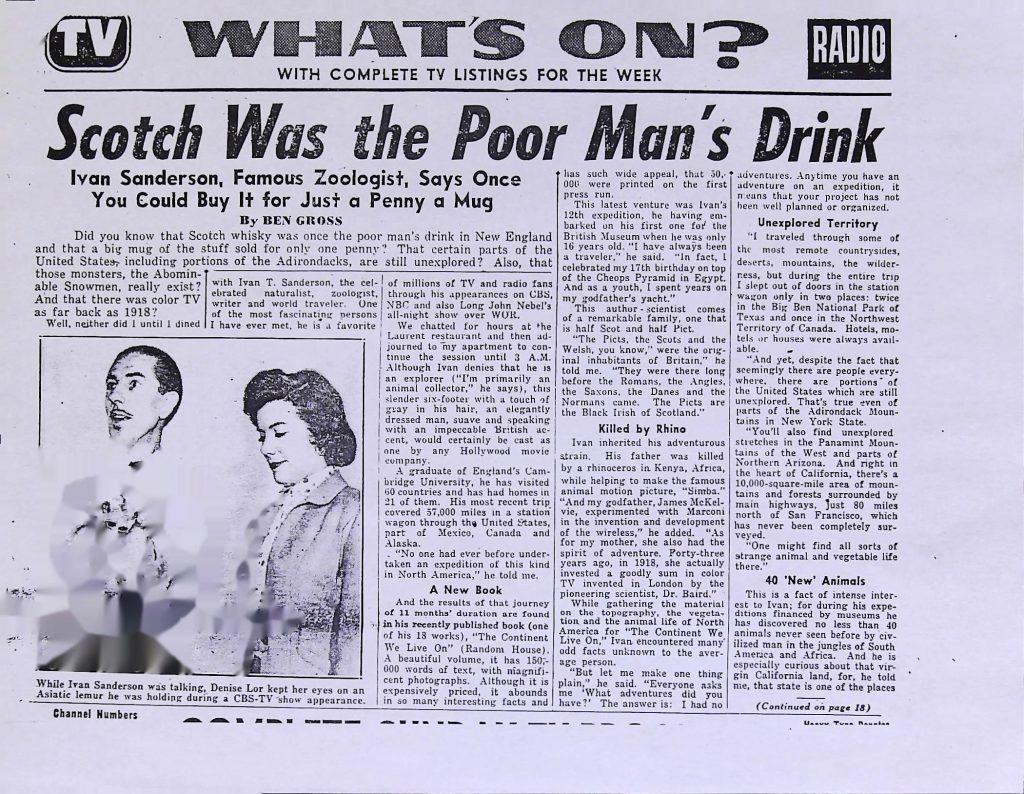 TV
WHAT'S ON?
RADIO
WITH COMPLETE TV LISTINGS FOR THE WEEK
Scotch Was the Poor Man's Drink
Ivan Sanderson, Famous Zoologist, Says Once
You Could Buy It for Just a Penny a Mug
By BEN GROSS
Did you know that Scotch whisky was once the poor man's drink in New England
and that a big mug of the stuff sold for only one penny? That certain parts of the
United States, including portions of the Adirondacks, are still unexplored? Also, that
those monsters, the Abomin-
able Snowmen, really exist?
And that there was color TV
as far back as 1918?
Well, neither did I until I dined
with Ivan T. Sanderson, the cel-
ebrated naturalist, zoologist,
writer and world traveler. One
of the most fascinating persons
I have ever met, he is a favorite
of millions of TV and radio fans
through his appearances on CBS,
NBC and also Long John Nebel's
all-night show over WOR.
We chatted for hours at the
Laurent restaurant and then ad-
journed to my apartment to con-
tinue the session until 3 A.M.
Although Ivan denies that he is
an explorer ("I'm primarily an
animal collector," he says), this
slender six-footer with a touch of
gray in his hair, an elegantly
dressed man, suave and speaking
with an impeccable British ac-
cent, would certainly be cast as
one by any Hollywood movie
company.
A graduate of England's Cam-
bridge University, he has visited
60 countries and has had homes in
21 of them. His most recent trip
covered 57,000 miles in a station
wagon through the United States,
part of Mexico, Canada and
Alaska.
"No one had ever before under-
taken an expedition of this kind
in North America," he told me.
A New Book
And the results of that journey
of 11 months' duration are found
in his recently published book (one
of his 18 works), "The Continent
We Live On" (Random House).
A beautiful volume, it has 150,-
000 words of text, with magnifi-
cent photographs. Although it is
expensively priced, it abounds
in so many interesting facts and
has such wide appeal, that 50,-
000 were printed on the first
press run.
This latest venture was Ivan's
12th expedition, he having em-
barked on his first one for the
British Museum when he was only
16 years old. "I have always been
a traveler," he said. "In fact, I
celebrated my 17th birthday on top
of the Cheops Pyramid in Egypt.
And as a youth, I spent years on
my godfather's yacht."
This author-scientist comes
of a remarkable family, one that
is half Scot and half Pict.
"The Picts, the Scots and the
Welsh, you know," were the orig-
inal inhabitants of Britain," he
told me. "They were there long
before the Romans, the Angles,
the Saxons, the Danes and the
Normans came. The Picts are
the Black Irish of Scotland."
Killed by Rhino
Ivan inherited his adventurous
strain. His father was killed
by a rhinoceros in Kenya, Africa,
while helping to make the famous
animal motion picture, "Simba."
"And my godfather, James McKel-
vie, experimented with Marconi
in the invention and development
of the wireless," he added. "As
for my mother, she also had the
spirit of adventure. Forty-three
years ago, in 1918, she actually
invested a goodly sum in color
TV invented in London by the
pioneering scientist, Dr. Baird."
While gathering the material
on the topography, the vegeta-
tion and the animal life of North
America for "The Continent We
Live On," Ivan encountered many
odd facts unknown to the aver-
age person.
"But let me make one thing
plain," he said. "Everyone asks
me 'What adventures did you
have?' The answer is: I had no
adventures. Anytime you have an
adventure on an expedition, it
means that your project has not
been well planned or organized.
Unexplored Territory
"I traveled through some of
the most remote countrysides,
deserts, mountains, the wilder-
ness, but during the entire trip
I slept out of doors in the station
wagon only in two places: twice
in the Big Ben National Park of
Texas and once in the Northwest
Territory of Canada. Hotels, mo-
tels or houses were always avail-
able.
"And yet, despite the fact that
seemingly there are people every-
where, there are portions of
the United States which are still
unexplored. That's true even of
parts of the Adirondack Moun-
tains in New York State.
"You'll also find unexplored
stretches in the Panamint Moun-
tains of the West and parts of
Northern Arizona. And right in
the heart of California, there's a
10,000-square-mile area of moun-
tains and forests surrounded by
main highways, just 80 miles
north of San Francisco, which
has never been completely sur-
veyed.
"One might find all sorts of
strange animal and vegetable life
there."
40 'New' Animals
This is a fact of intense inter-
est to Ivan; for during his expe-
ditions financed by museums he
has discovered no less than 40
animals never seen before by civ-
ilized man in the jungles of South
America and Africa. And he is
especially curious about that vir-
gin California land, for, he told
me, that state is one of the places
(Continued on page 18)
While Ivan Sanderson was talking, Denise Lor kept her eyes on an
Asiatic lemur he was holding during a CBS-TV show appearance.
Channel Numbers